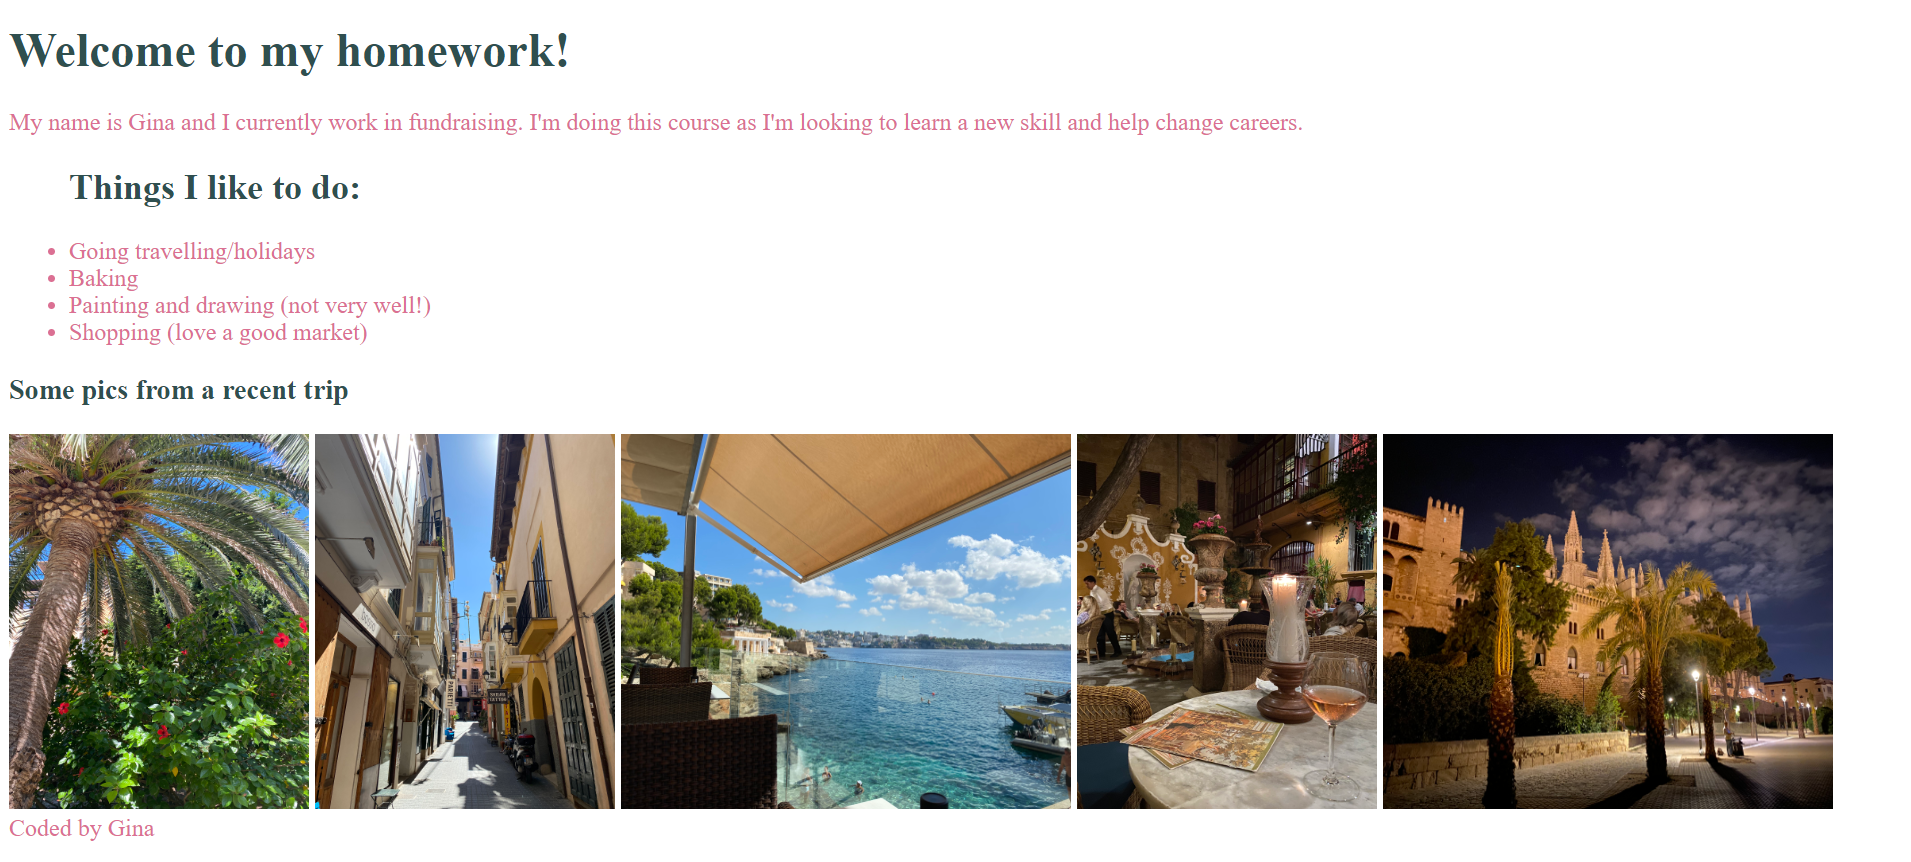 Welcome to my homework!
My name is Gina and I currently work in fundraising. I'm doing this course as I'm looking to learn a new skill and help change careers.
Things I like to do:
Going travelling/holidays
Baking
Painting and drawing (not very well!)
Shopping (love a good market)
Some pics from a recent trip
Coded by Gina